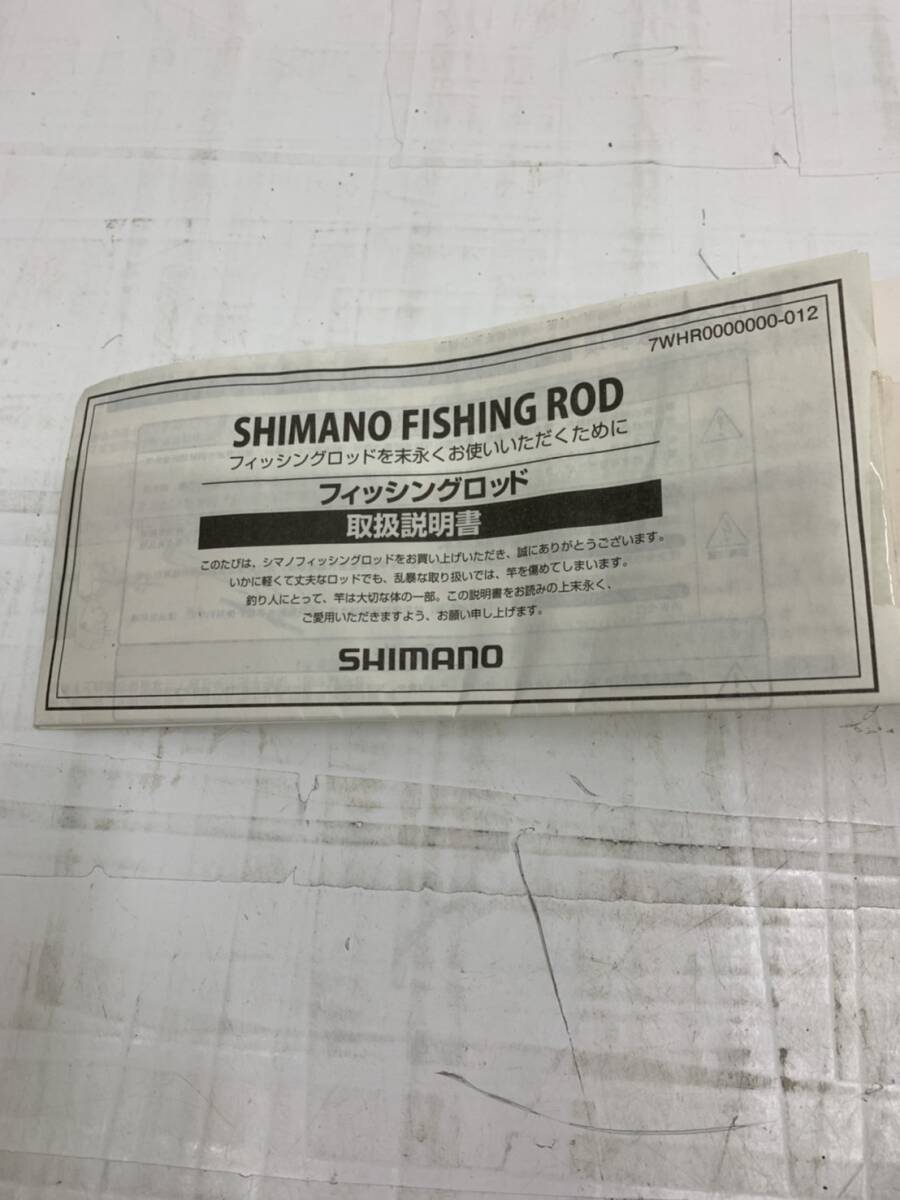 7WHR0000000-012
SHIMANO FISHING ROD
フィッシングロッドを末永くお使いいただくために
フィッシングロッド
取扱説明書
このたびは、シマノフィッシングロッドをお買い上げいただき、誠にありがとうございます。
いかに軽くて丈夫なロッドでも、乱暴な取り扱いでは、竿を傷めてしまいます。
釣り人にとって、竿は大切な体の一部。この説明書をお読みの上末永く、
ご愛用いただきますよう、お願い申し上げます。
SHIMANO